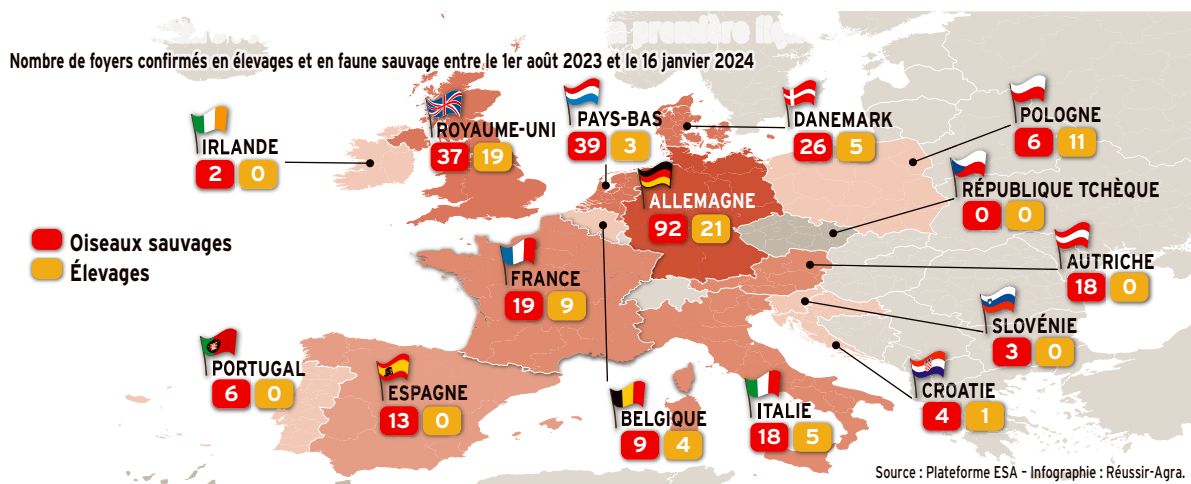 première
Nombre de foyers confirmés en élevages et en faune sauvage entre le 1er août 2023 et le 16 janvier 2024
IRLANDE
2 0
ROYAUME-UNI
37 19
PAYS-BAS
39 3
DANEMARK
26 5
POLOGNE
6 11
RÉPUBLIQUE TCHÈQUE
0 0
ALLEMAGNE
92 21
Oiseaux sauvages
Élevages
FRANCE
19 9
AUTRICHE
18 0
SLOVÉNIE
3 0
PORTUGAL
6 0
ESPAGNE
13 0
BELGIQUE
9 4
ITALIE
18 5
CROATIE
4 1
Source : Plateforme ESA – Infographie : Réussir-Agra.